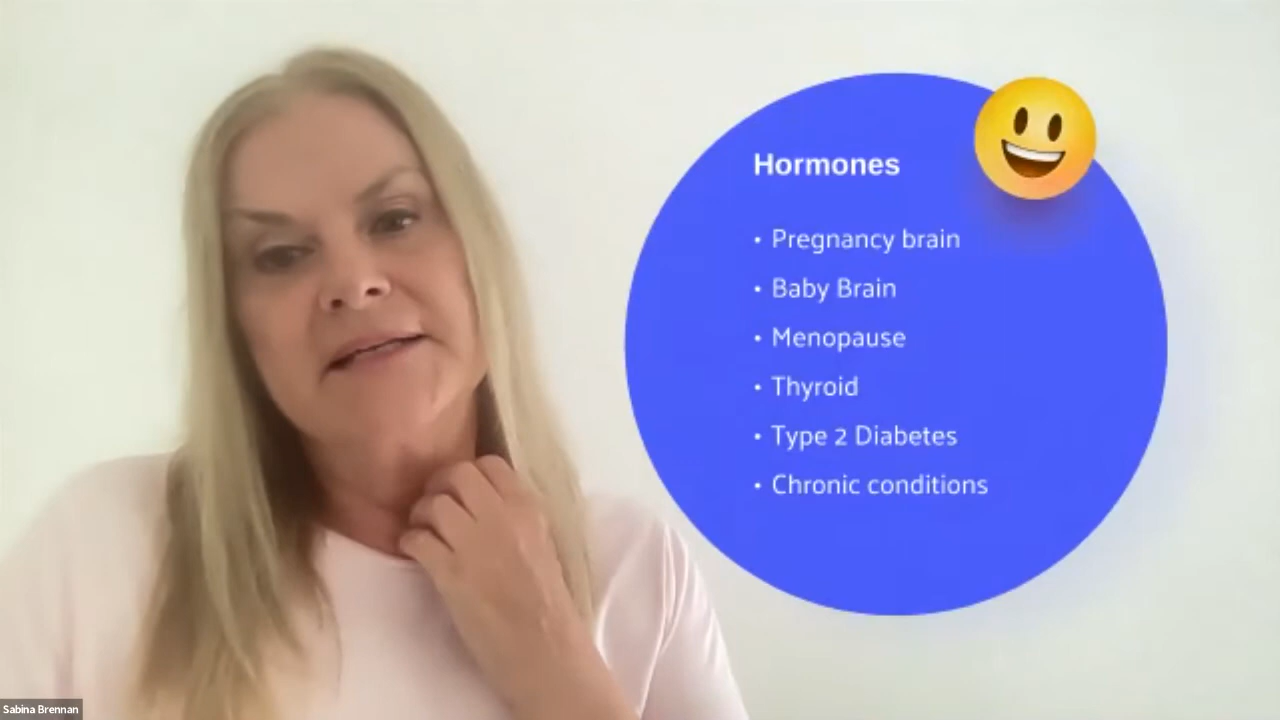 Hormones
• Pregnancy brain
• Baby Brain
• Menopause
• Thyroid
• Type 2 Diabetes
• Chronic conditions
Sabina Brennan